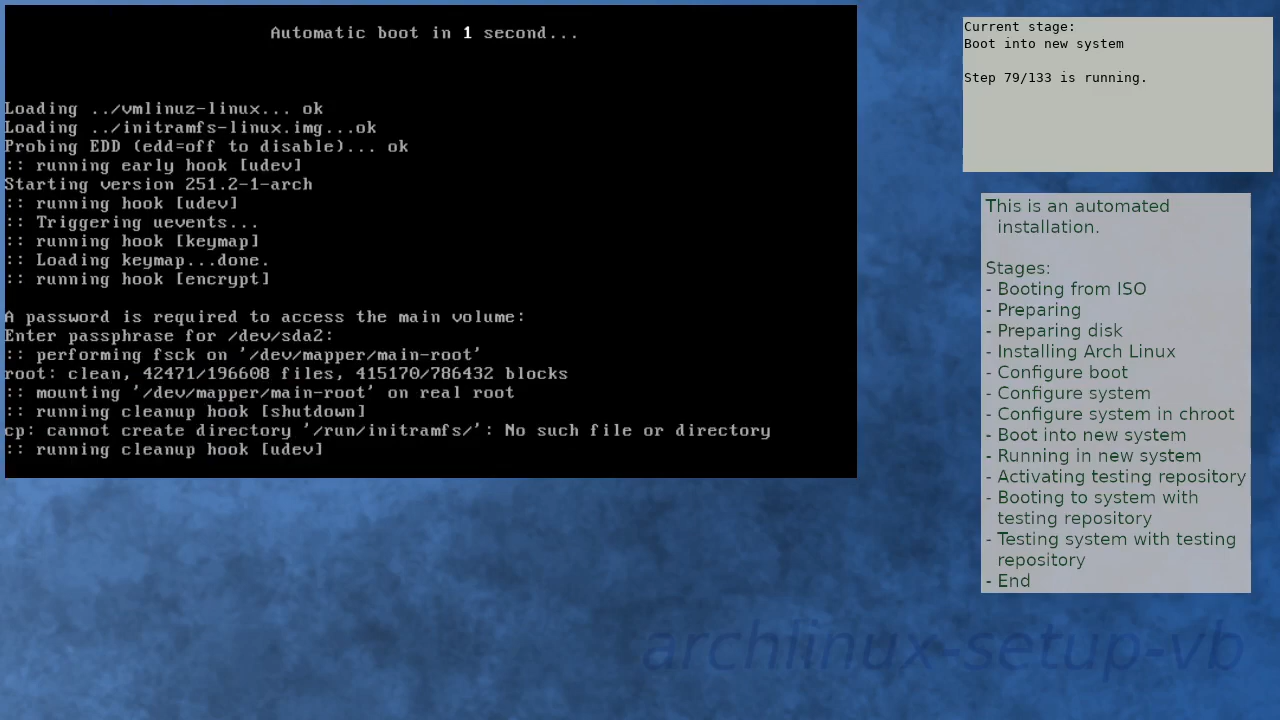 Automatic boot in 1 second...
Loading ../vmlinuz-linux... ok
Loading ../initramfs-linux.img...ok
Probing EDD (edd=off to disable)... ok
:: running early hook [udev]
Starting version 251.2-1-arch
:: running hook [udev]
:: Triggering uevents...
:: running hook [keymap]
:: Loading keymap...done.
:: running hook [encrypt]
A password is required to access the main volume:
Enter passphrase for /dev/sda2:
:: performing fsck on '/dev/mapper/main-root'
root: clean, 42471/196608 files, 415170/786432 blocks
:: mounting '/dev/mapper/main-root' on real root
:: running cleanup hook [shutdown]
cp: cannot create directory '/run/initramfs/': No such file or directory
:: running cleanup hook [udev]
Current stage:
Boot into new system
Step 79/133 is running.
This is an automated
installation.
Stages:
- Booting from ISO
- Preparing
- Preparing disk
- Installing Arch Linux
- Configure boot
- Configure system
- Configure system in chroot
- Boot into new system
- Running in new system
- Activating testing repository
- Booting to system with
testing repository
- Testing system with testing
repository
- End
archlinux-setup-vb